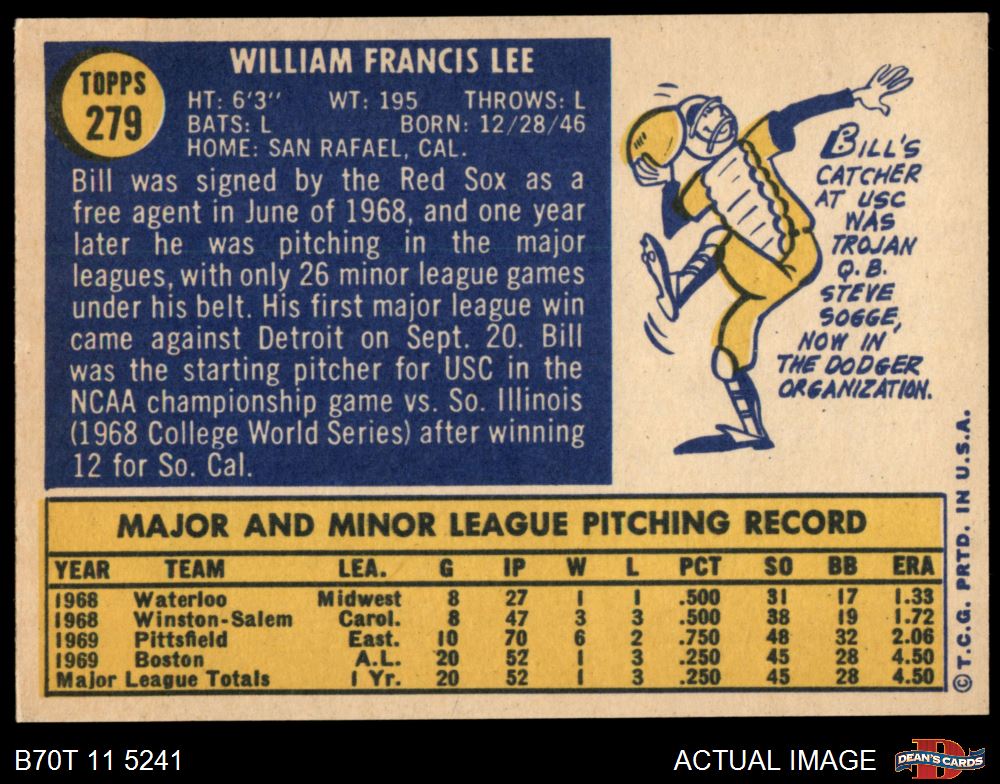 TOPPS
279
WILLIAM FRANCIS LEE
HT: 6'3" WT: 195 THROWS: L
BATS: L BORN: 12/28/46
HOME: SAN RAFAEL, CAL.
Bill was signed by the Red Sox as a
free agent in June of 1968, and one year
later he was pitching in the major
leagues, with only 26 minor league games
under his belt. His first major league win
came against Detroit on Sept. 20. Bill
was the starting pitcher for USC in the
NCAA championship game vs. So. Illinois
(1968 College World Series) after winning
12 for So. Cal.
BILL'S
CATCHER
AT USC
WAS
TROJAN
Q.B.
STEVE
SOGGE,
NOW IN
THE DODGER
ORGANIZATION.
MAJOR AND MINOR LEAGUE PITCHING RECORD
YEAR TEAM LEA. G IP W L PCT SO BB ERA
1968 Waterloo Midwest 8 27 1 1 .500 31 17 1.33
1968 Winston-Salem Carol. 8 47 3 3 .500 38 19 1.72
1969 Pittsfield East. 10 70 6 2 .750 48 32 2.06
1969 Boston A.L. 20 52 1 3 .250 45 28 4.50
Major League Totals 1 Yr. 20 52 1 3 .250 45 28 4.50
©T.C.G. PRTD. IN U.S.A.
B70T 11 5241
ACTUAL IMAGE
DEAN'S CARDS